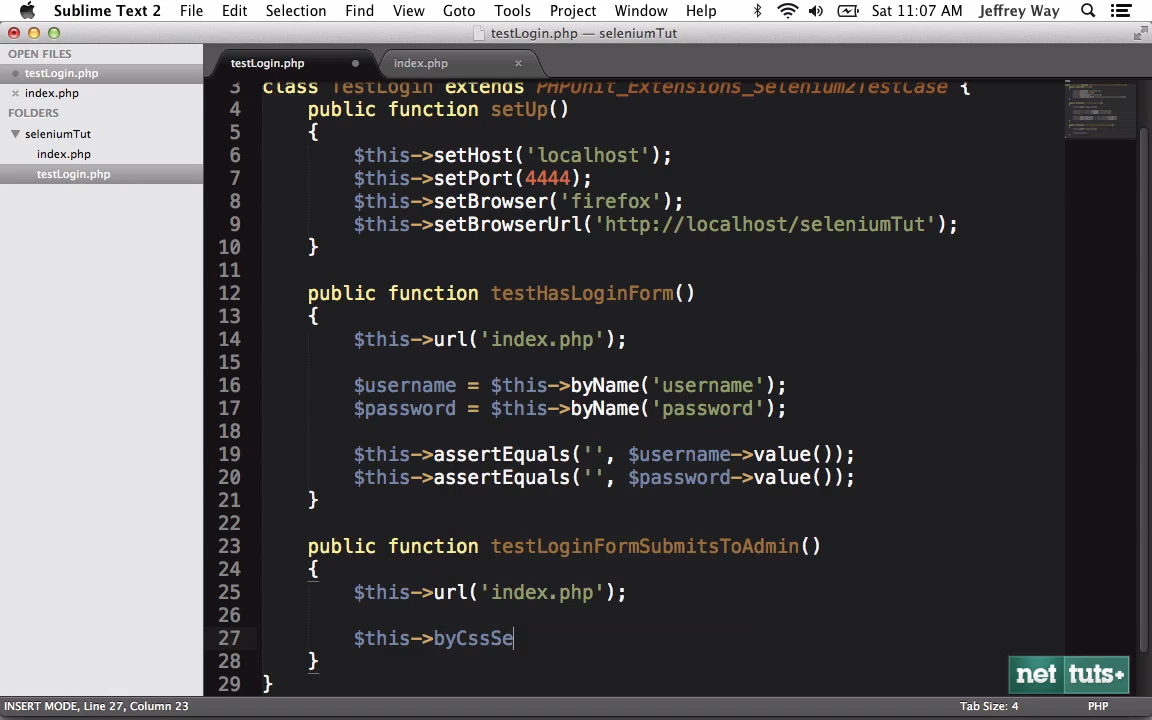 Sublime Text 2 File Edit Selection Find View Goto Tools Project Window Help Sat 11:07 AM Jeffrey Way
testLogin.php — seleniumTut
OPEN FILES
testLogin.php
index.php
FOLDERS
seleniumTut
index.php
testLogin.php
testLogin.php index.php
3 class TestLogin extends PHPUnit_Extensions_Selenium2TestCase {
4 public function setUp()
5 {
6 $this->setHost('localhost');
7 $this->setPort(4444);
8 $this->setBrowser('firefox');
9 $this->setBrowserUrl('http://localhost/seleniumTut');
10 }
11
12 public function testHasLoginForm()
13 {
14 $this->url('index.php');
15
16 $username = $this->byName('username');
17 $password = $this->byName('password');
18
19 $this->assertEquals('', $username->value());
20 $this->assertEquals('', $password->value());
21 }
22
23 public function testLoginFormSubmitsToAdmin()
24 {
25 $this->url('index.php');
26
27 $this->byCssSe
28 }
29 }
net tuts+
INSERT MODE, Line 27, Column 23 Tab Size: 4 PHP